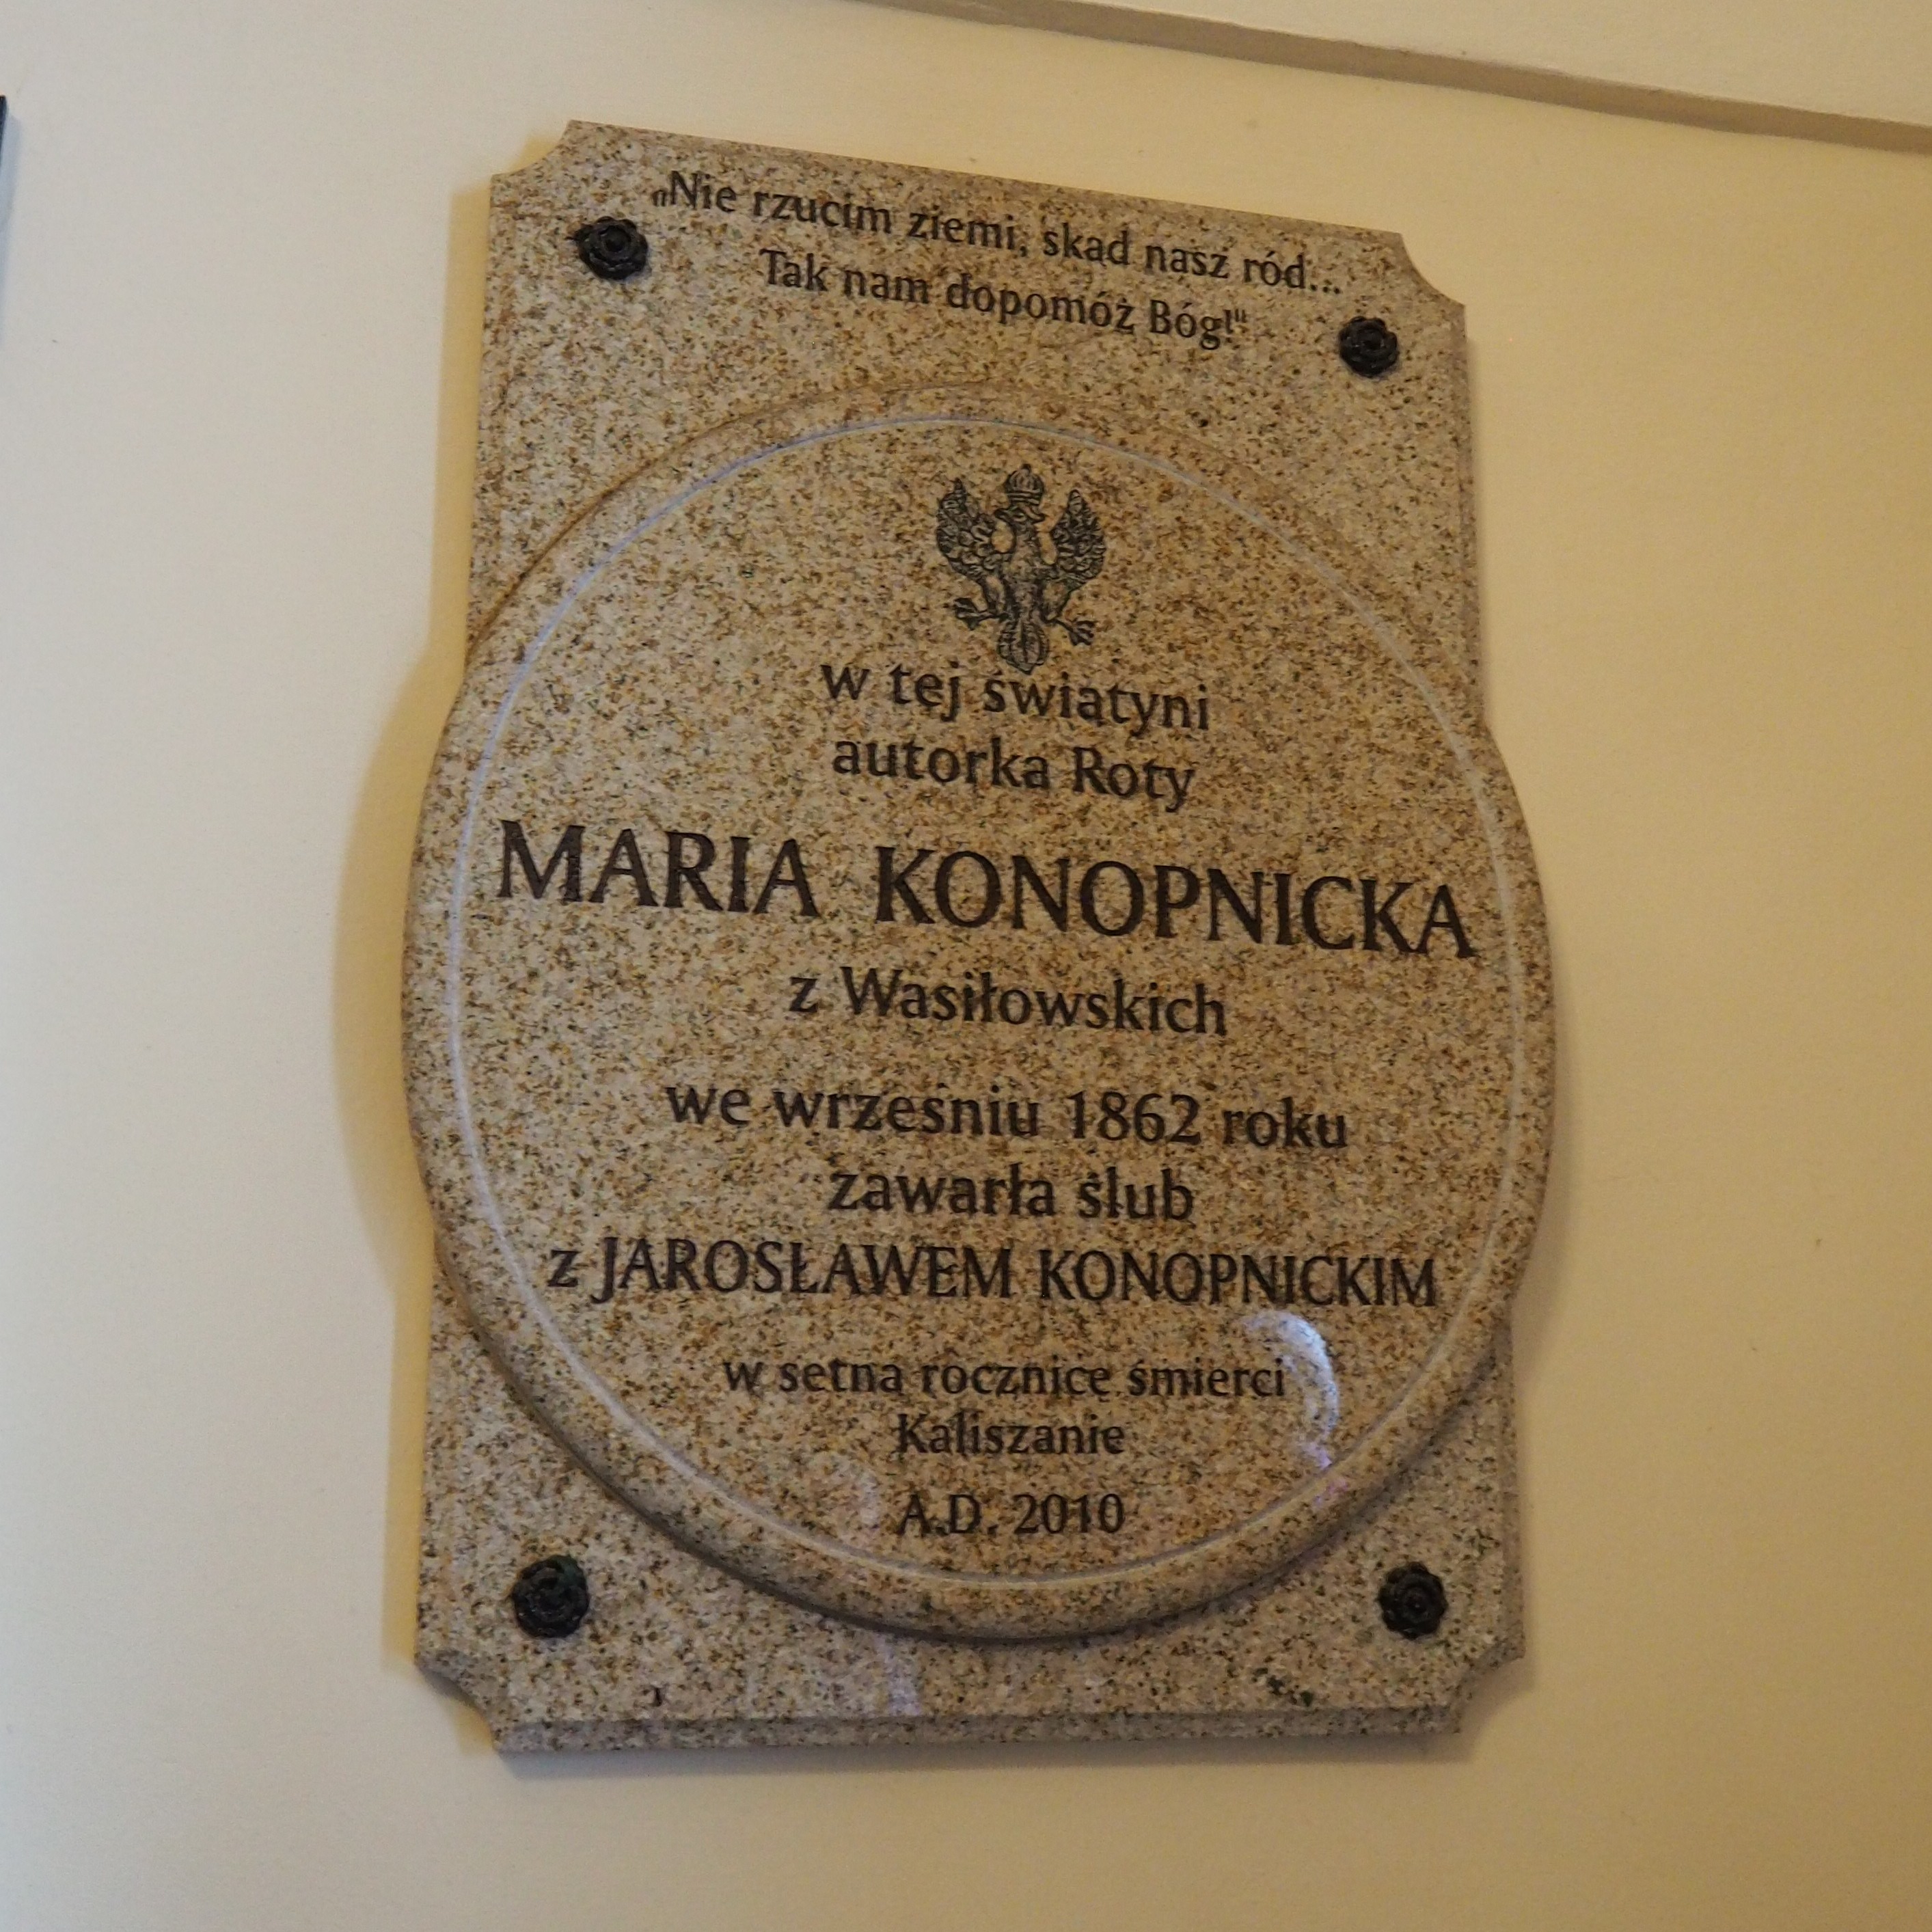 „Nie rzucim ziemi, skąd nasz ród...
Tak nam dopomóż Bóg!"
w tej świątyni
autorka Roty
MARIA KONOPNICKA
z Wasiłowskich
we wrześniu 1862 roku
zawarła ślub
z JAROSŁAWEM KONOPNICKIM
w setną rocznicę śmierci
Kaliszanie
A.D. 2010